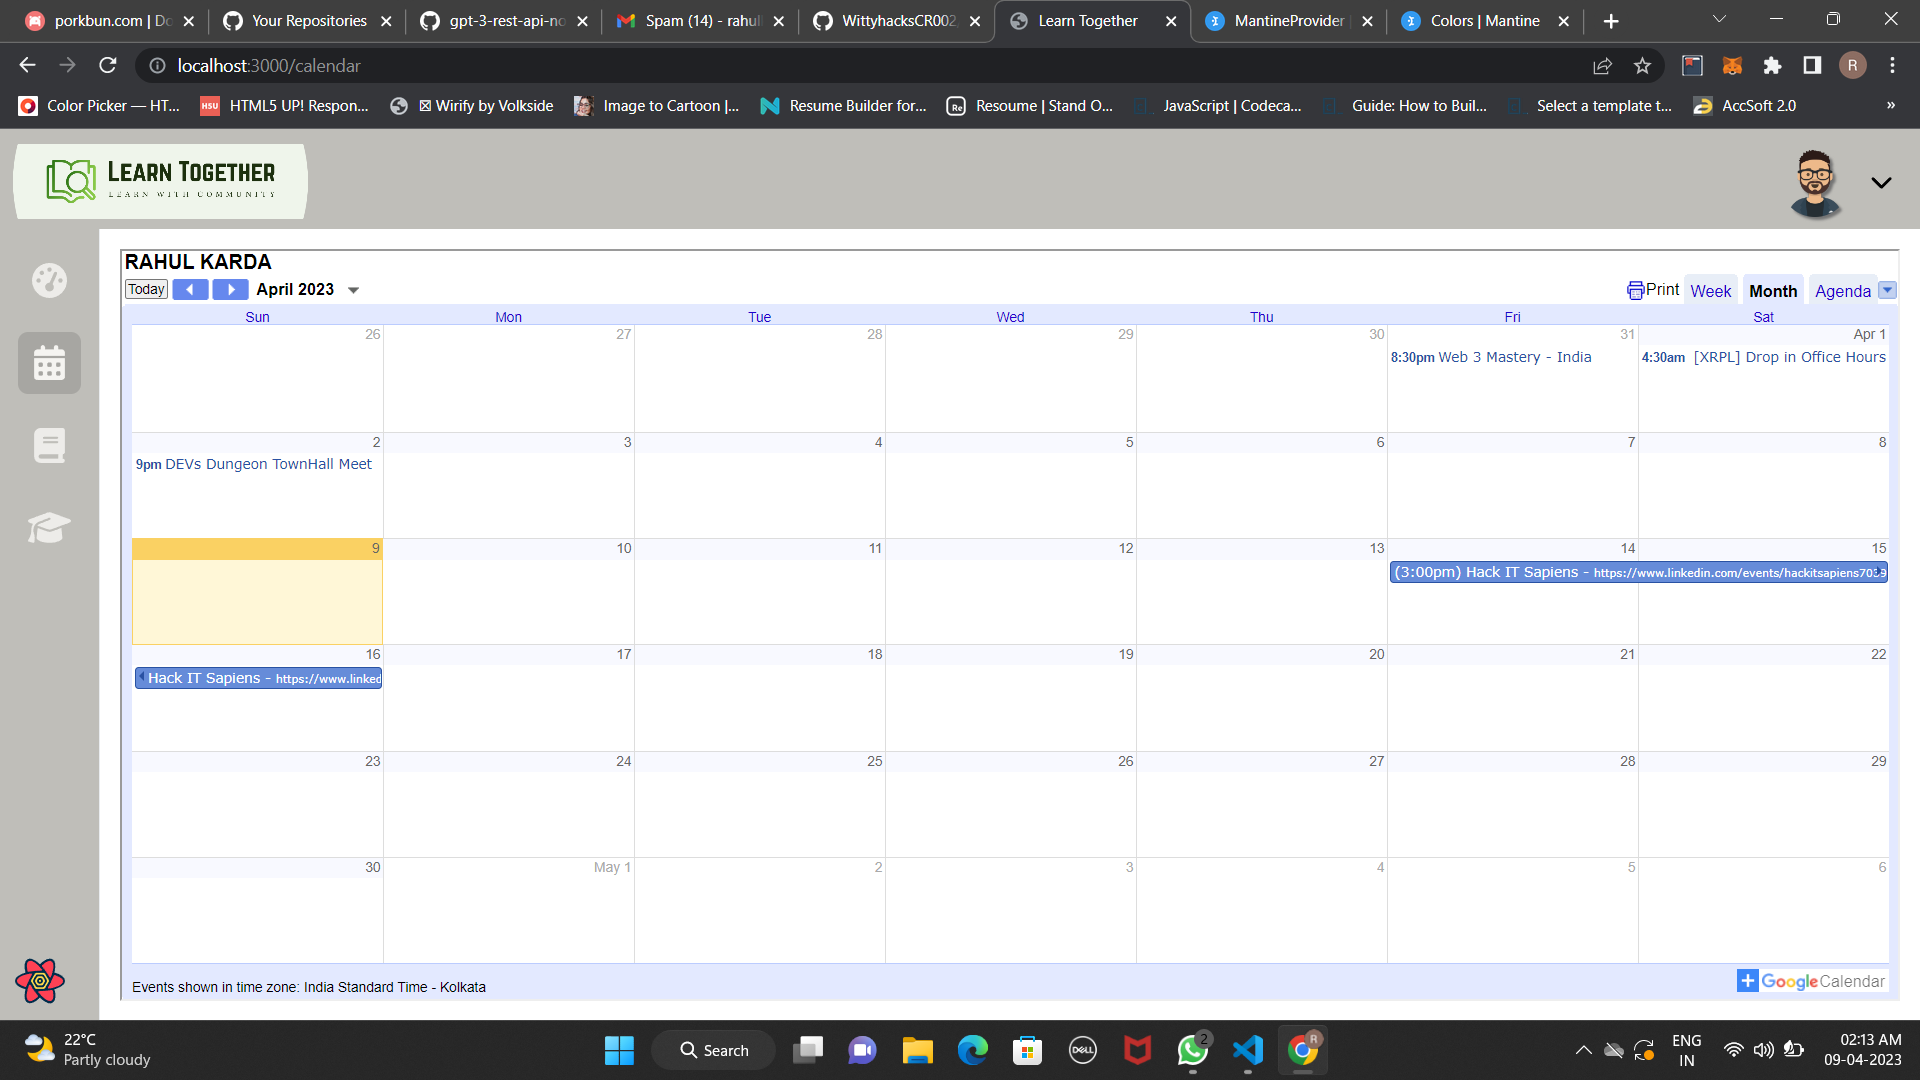 porkbun.com | Do
Your Repositories
gpt-3-rest-api-no
Spam (14) - rahul
WittyhacksCR002
Learn Together
MantineProvider |
Colors | Mantine
localhost:3000/calendar
R
Color Picker — HT...
HSU HTML5 UP! Respon...
☒ Wirify by Volkside
Image to Cartoon |...
Resume Builder for...
Re Resoume | Stand O...
JavaScript | Codeca...
Guide: How to Buil...
Select a template t...
AccSoft 2.0
»
LEARN TOGETHER
LEARN WITH COMMUNITY
RAHUL KARDA
Today April 2023 Print Week Month Agenda
Sun Mon Tue Wed Thu Fri Sat
26 27 28 29 30 31 Apr 1
8:30pm Web 3 Mastery - India 4:30am [XRPL] Drop in Office Hours
2 3 4 5 6 7 8
9pm DEVs Dungeon TownHall Meet
9 10 11 12 13 14 15
(3:00pm) Hack IT Sapiens - https://www.linkedin.com/events/hackitsapiens7039
16 17 18 19 20 21 22
Hack IT Sapiens - https://www.linked
23 24 25 26 27 28 29
30 May 1 2 3 4 5 6
Events shown in time zone: India Standard Time - Kolkata
Google Calendar
22°C
Partly cloudy
Search
DELL
2
R
ENG
IN
02:13 AM
09-04-2023